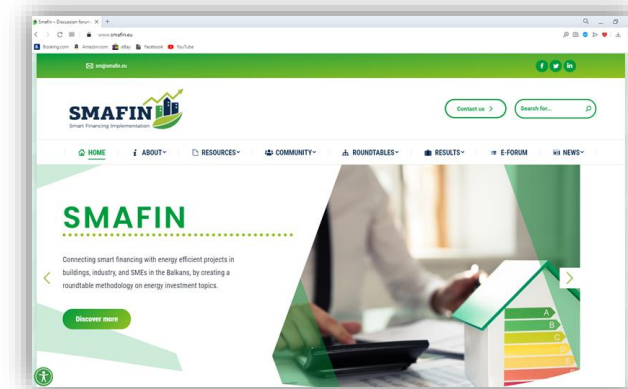 Smafin – Discussion forum
www.smafin.eu
Booking.com Amazon.com eBay Facebook YouTube
sm@smafin.eu
SMAFIN
Smart Financing Implementation
Contact us
Search for...
HOME ABOUT RESOURCES COMMUNITY ROUNDTABLES RESULTS E-FORUM NEWS
SMAFIN
Connecting smart financing with energy efficient projects in
buildings, industry, and SMEs in the Balkans, by creating a
roundtable methodology on energy investment topics.
Discover more
A
B
C
D